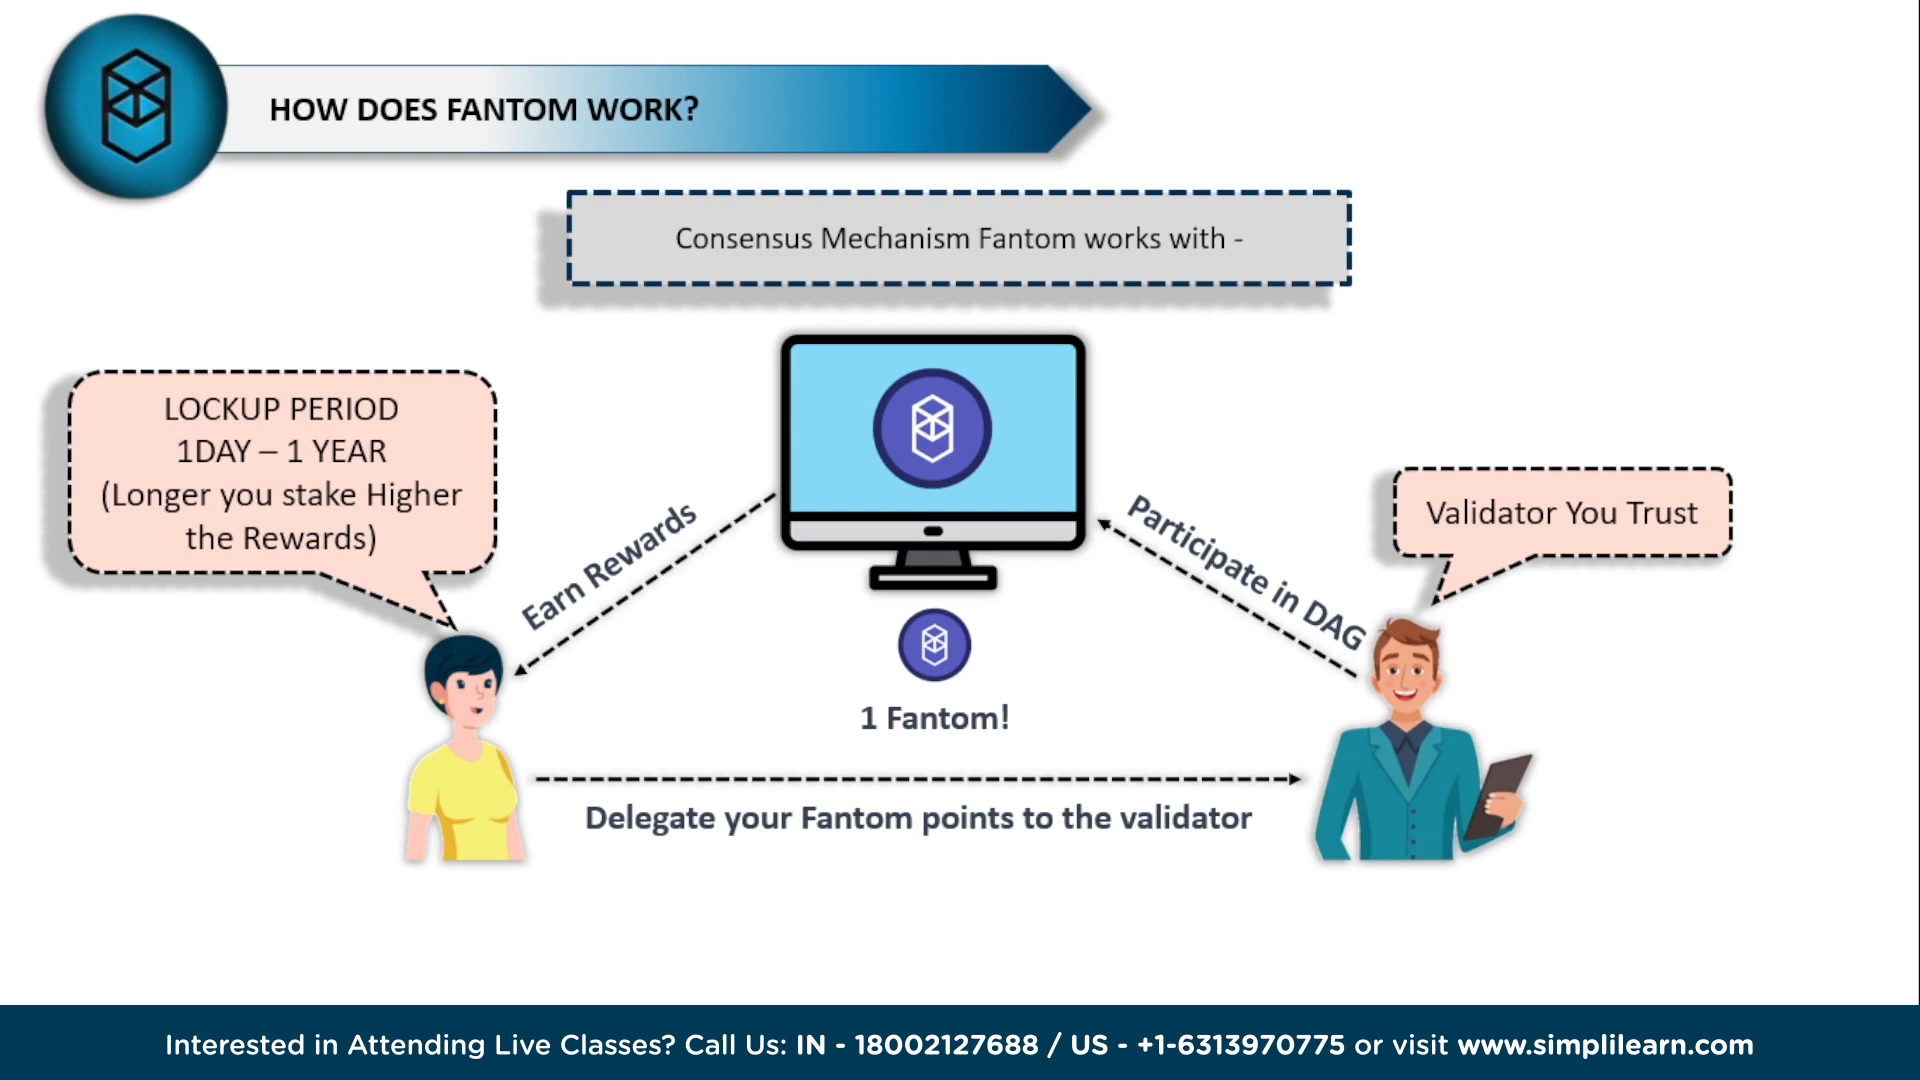 HOW DOES FANTOM WORK?
Consensus Mechanism Fantom works with -
LOCKUP PERIOD
1DAY – 1 YEAR
(Longer you stake Higher
the Rewards)
Earn Rewards
Participate in DAG
Validator You Trust
1 Fantom!
Delegate your Fantom points to the validator
Interested in Attending Live Classes? Call Us: IN - 18002127688 / US - +1-6313970775 or visit www.simplilearn.com